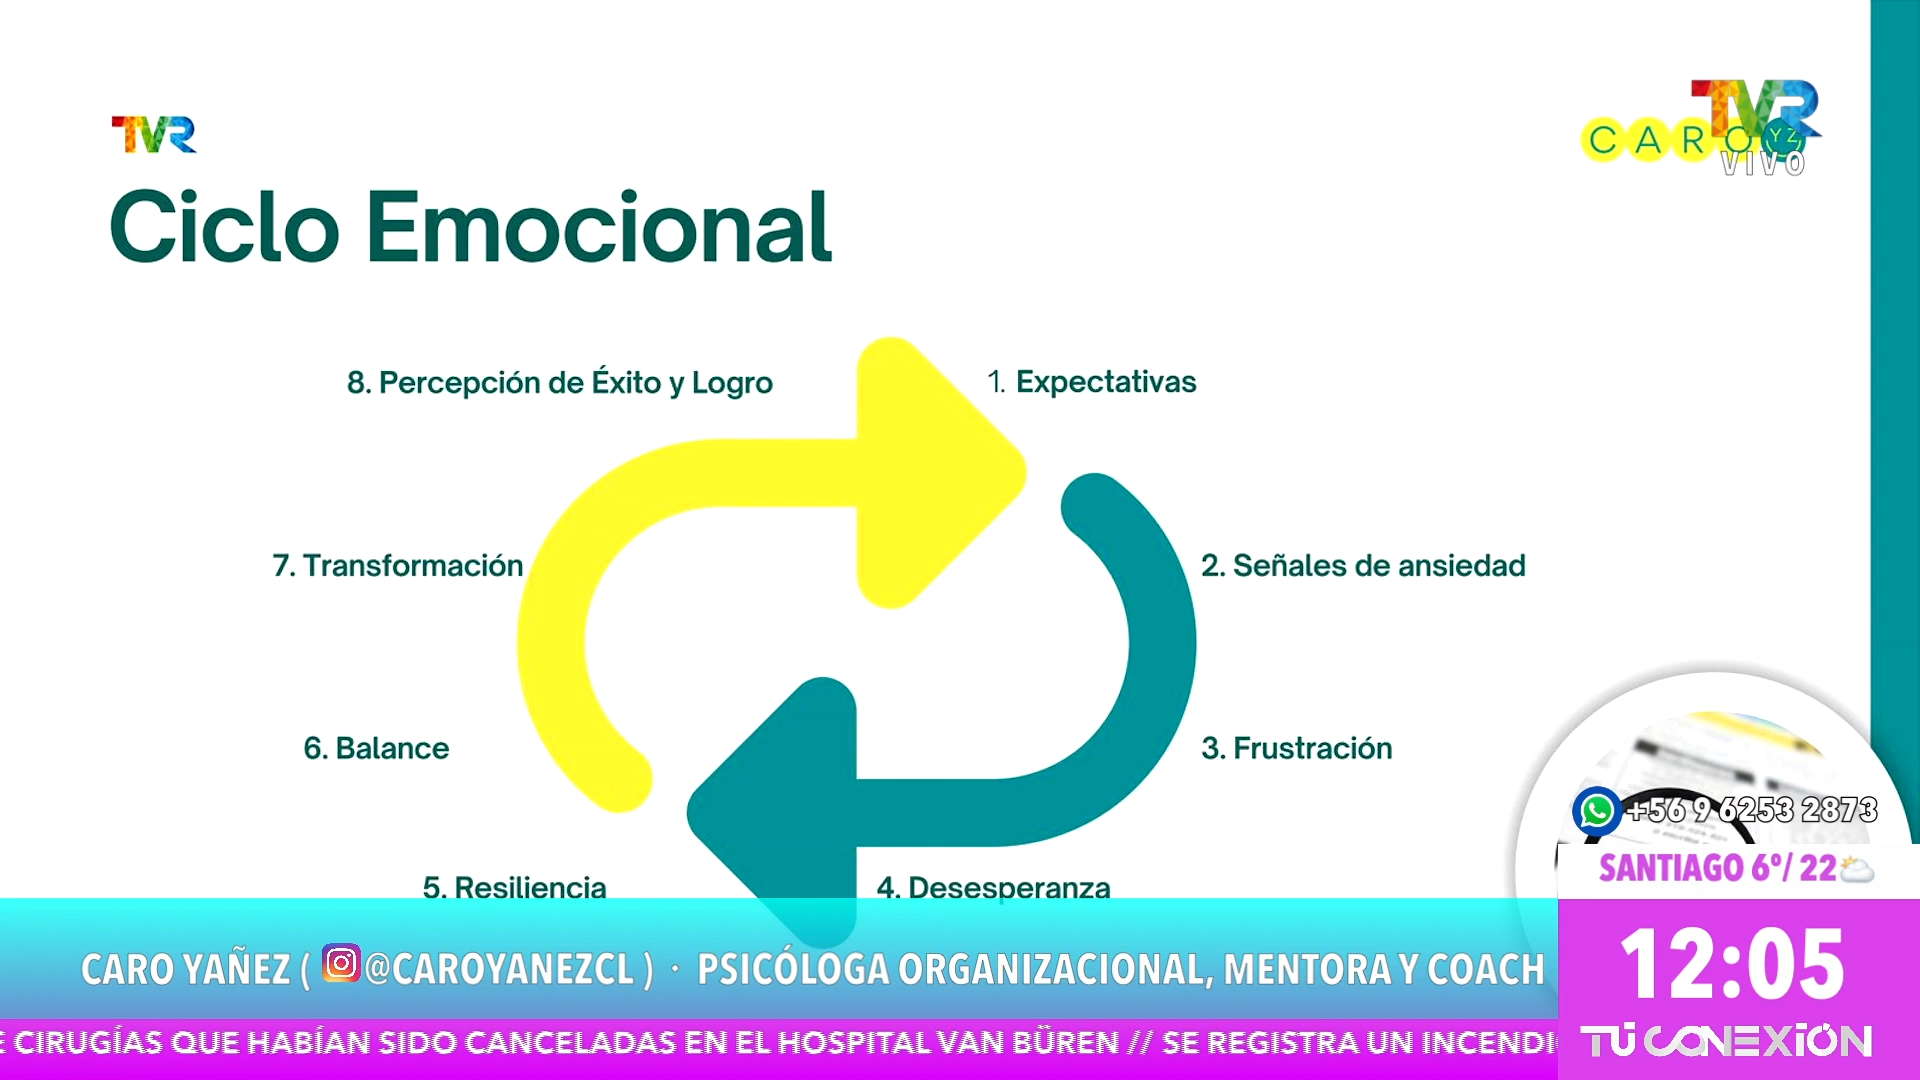 TVR
CARO YZ
TVR
VIVO
Ciclo Emocional
8. Percepción de Éxito y Logro
1. Expectativas
7. Transformación
2. Señales de ansiedad
6. Balance
3. Frustración
5. Resiliencia
4. Desesperanza
+56 9 6253 2873
SANTIAGO 6º/ 22
CARO YAÑEZ ( @CAROYANEZCL ) · PSICÓLOGA ORGANIZACIONAL, MENTORA Y COACH
12:05
CIRUGÍAS QUE HABÍAN SIDO CANCELADAS EN EL HOSPITAL VAN BÜREN // SE REGISTRA UN INCENDI
TU CONEXIÓN